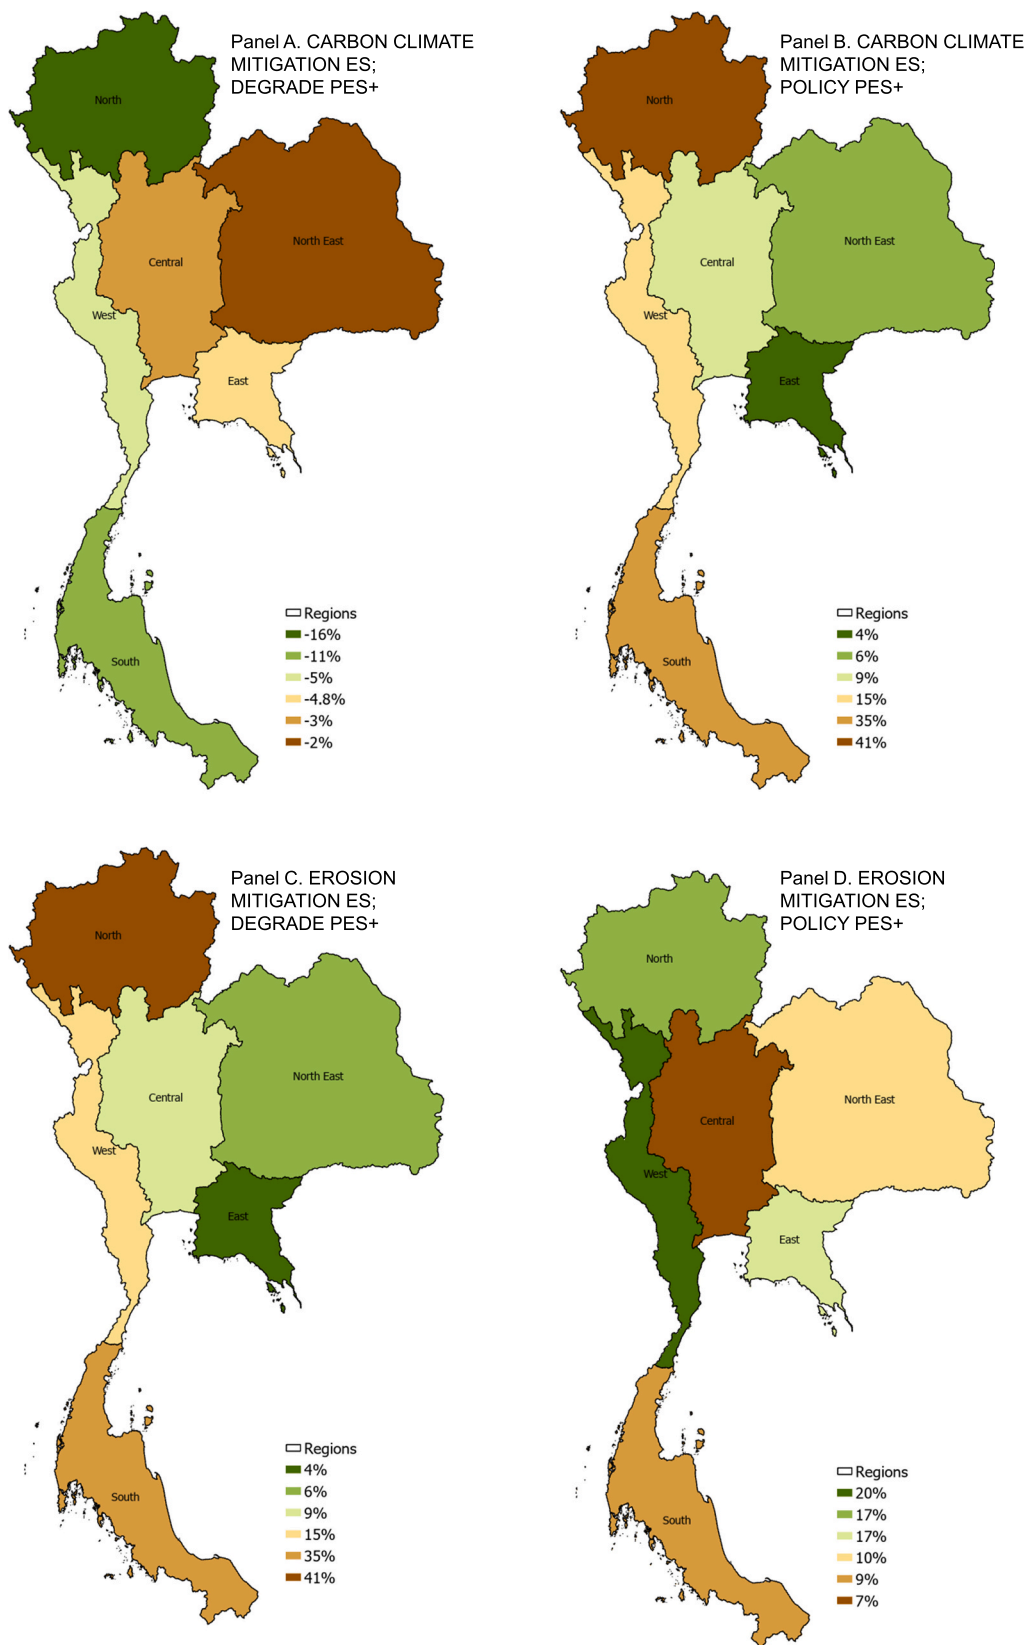 Panel A. CARBON CLIMATE
MITIGATION ES;
DEGRADE PES+
North
North East
Central
West
East
South
Regions
-16%
-11%
-5%
-4.8%
-3%
-2%
Panel B. CARBON CLIMATE
MITIGATION ES;
POLICY PES+
North
North East
Central
West
East
South
Regions
4%
6%
9%
15%
35%
41%
Panel C. EROSION
MITIGATION ES;
DEGRADE PES+
North
North East
Central
West
East
South
Regions
4%
6%
9%
15%
35%
41%
Panel D. EROSION
MITIGATION ES;
POLICY PES+
North
North East
Central
West
East
South
Regions
20%
17%
17%
10%
9%
7%